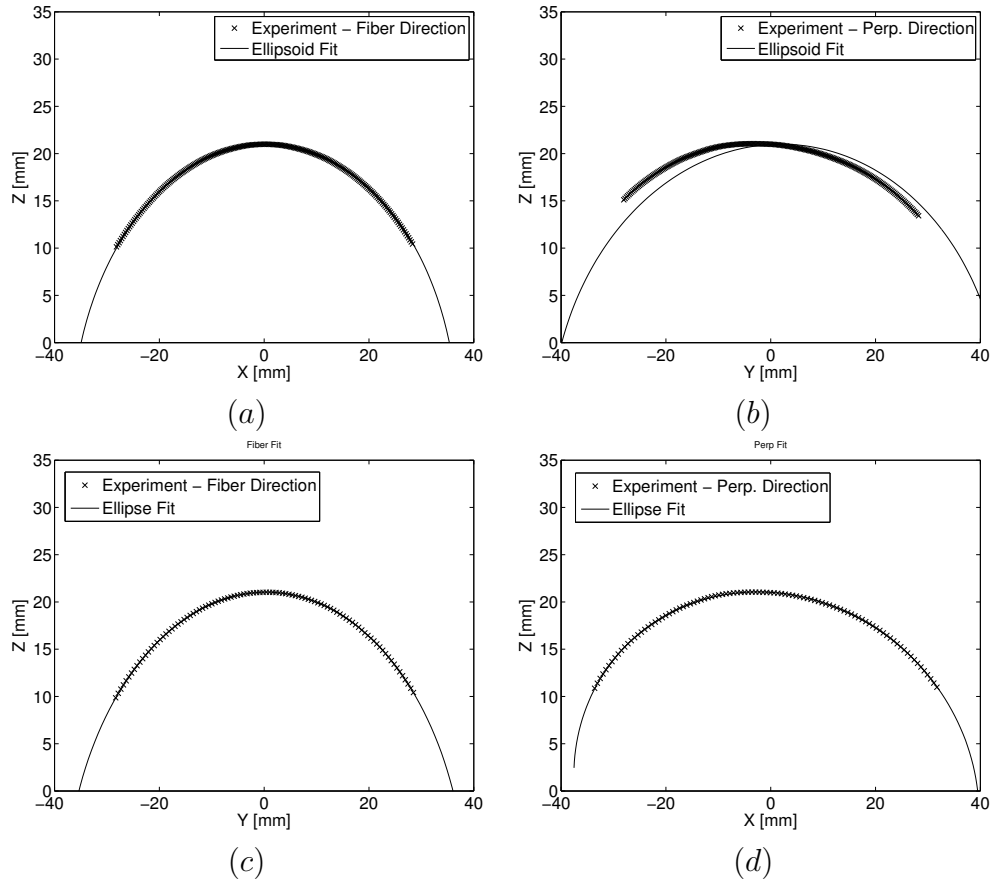 35
30
25
20
15
10
5
0
−40
−20
0
20
40
Z [mm]
X [mm]
Experiment − Fiber Direction
Ellipsoid Fit
(a)
35
30
25
20
15
10
5
0
−40
−20
0
20
40
Z [mm]
Y [mm]
Experiment − Perp. Direction
Ellipsoid Fit
(b)
Fiber Fit
35
30
25
20
15
10
5
0
−40
−20
0
20
40
Z [mm]
Y [mm]
Experiment − Fiber Direction
Ellipse Fit
(c)
Perp Fit
35
30
25
20
15
10
5
0
−40
−20
0
20
40
Z [mm]
X [mm]
Experiment − Perp. Direction
Ellipse Fit
(d)